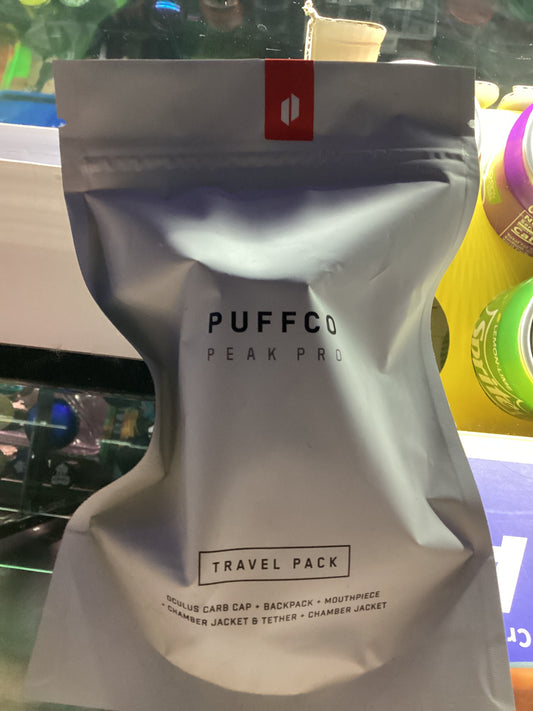 PUFFCO
PEAK PRO
TRAVEL PACK
OCULUS CARB CAP + BACKPACK + MOUTHPIECE
+ CHAMBER JACKET & TETHER + CHAMBER JACKET